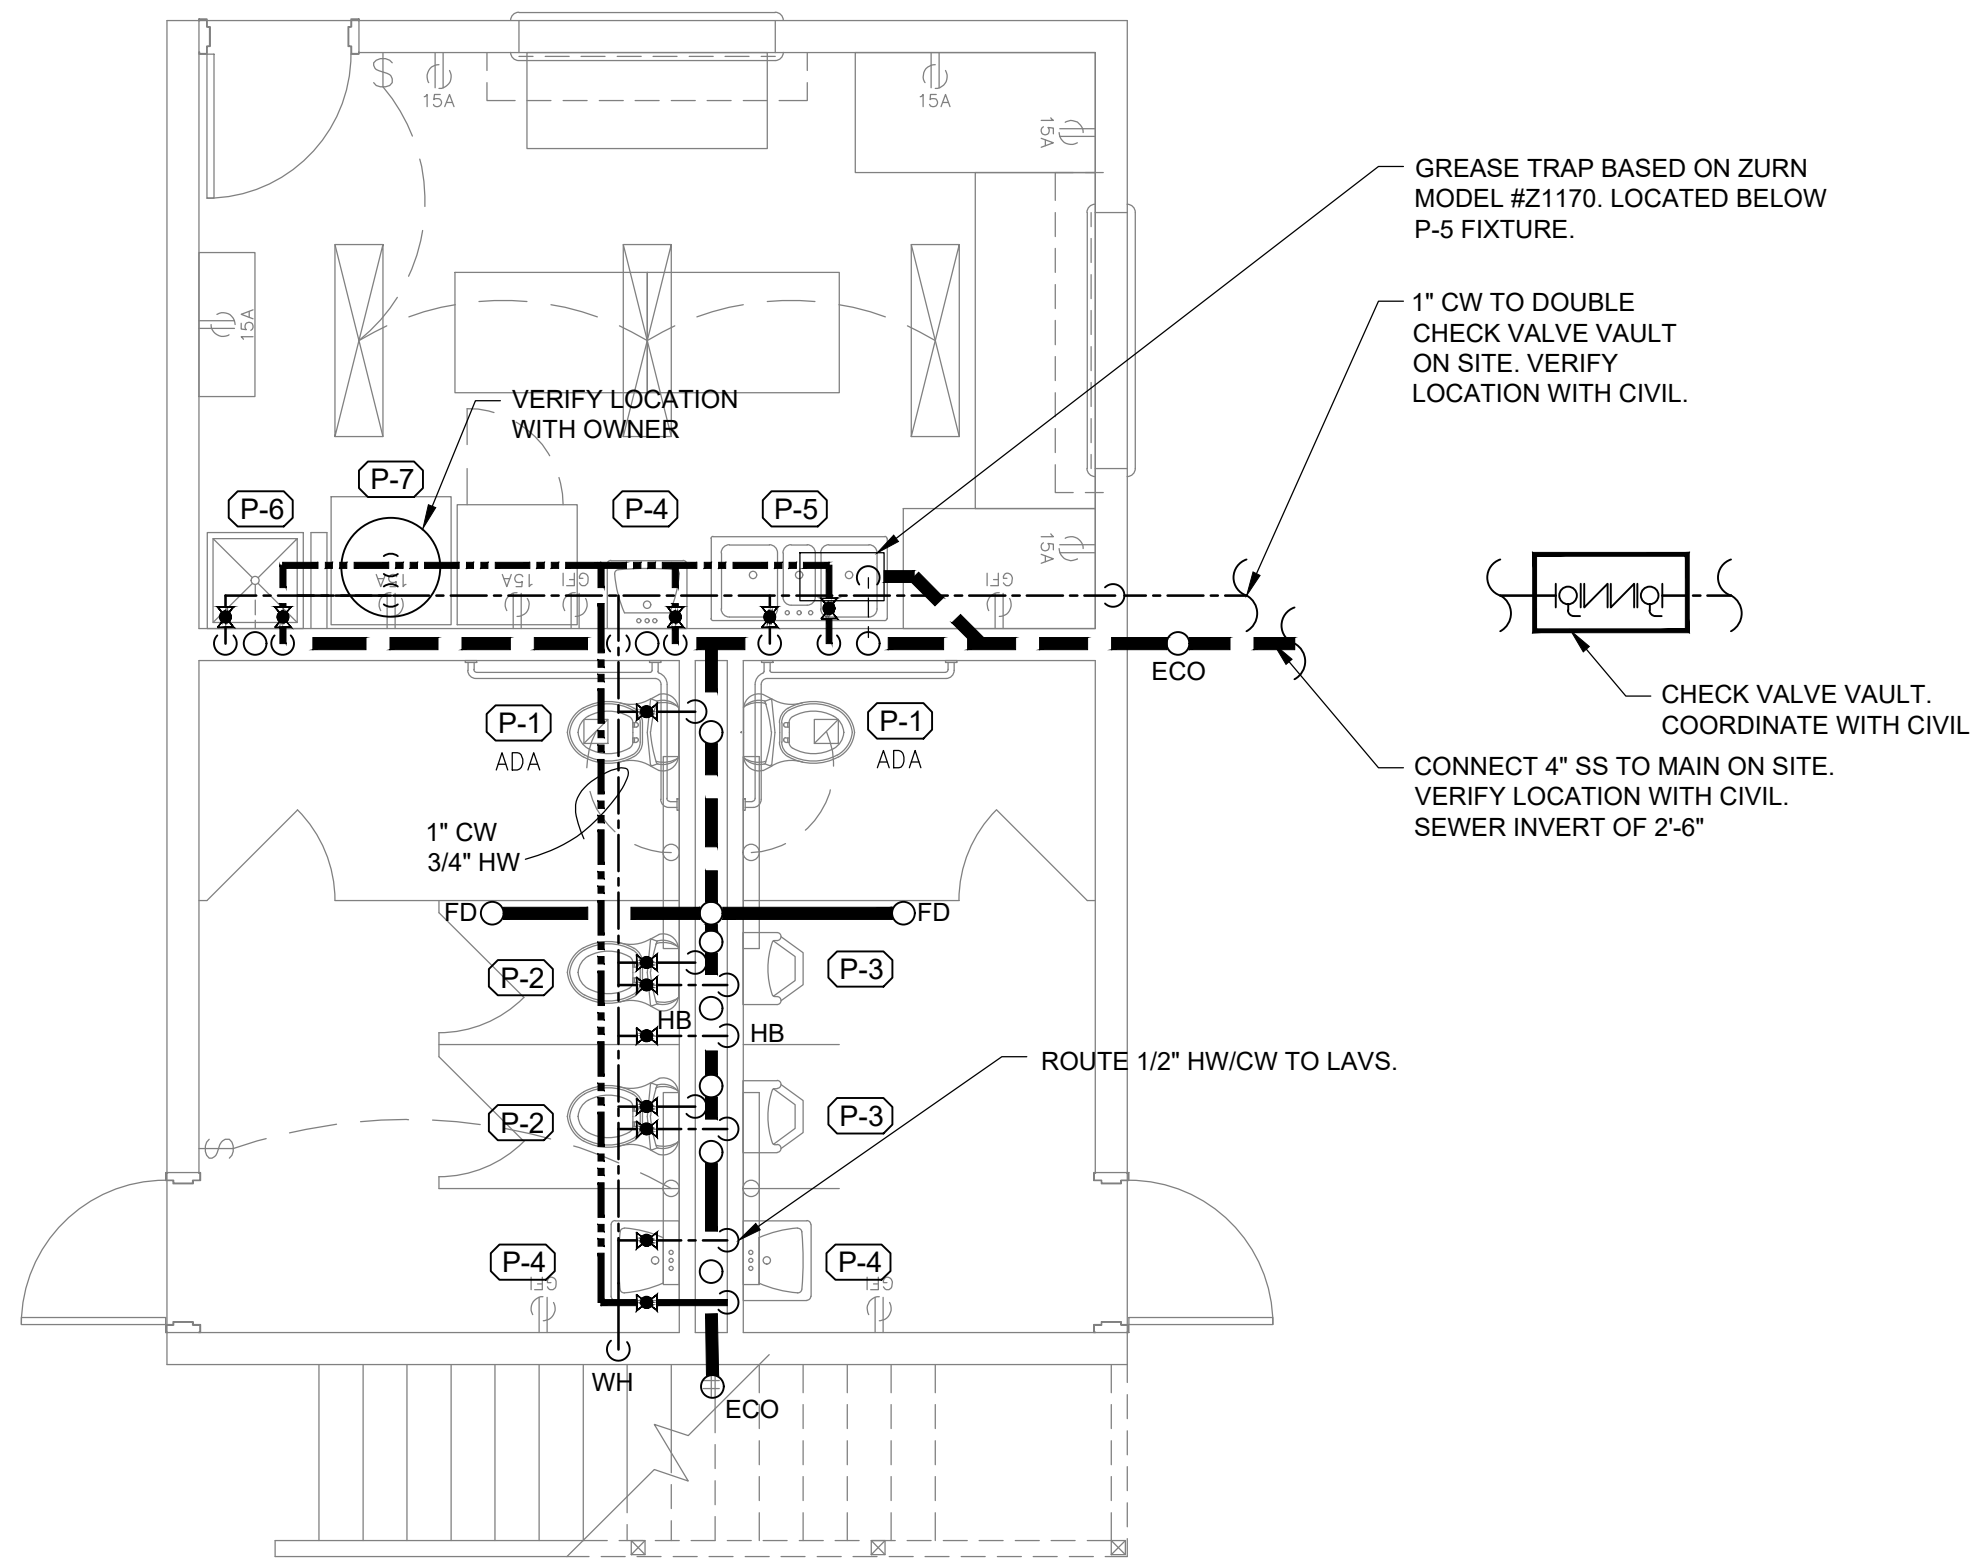 S
15A
15A
15A
GREASE TRAP BASED ON ZURN
MODEL #Z1170. LOCATED BELOW
P-5 FIXTURE.
1" CW TO DOUBLE
CHECK VALVE VAULT
ON SITE. VERIFY
LOCATION WITH CIVIL.
15A
VERIFY LOCATION
WITH OWNER
P-7
P-6
P-4
P-5
15A
15A
15A
GFI
GFI
ECO
CHECK VALVE VAULT.
COORDINATE WITH CIVIL
P-1
ADA
P-1
ADA
CONNECT 4" SS TO MAIN ON SITE.
VERIFY LOCATION WITH CIVIL.
SEWER INVERT OF 2'-6"
1" CW
3/4" HW
FD
FD
P-2
P-3
HB
HB
ROUTE 1/2" HW/CW TO LAVS.
P-2
P-3
S
P-4
P-4
GFI
GFI
WH
ECO